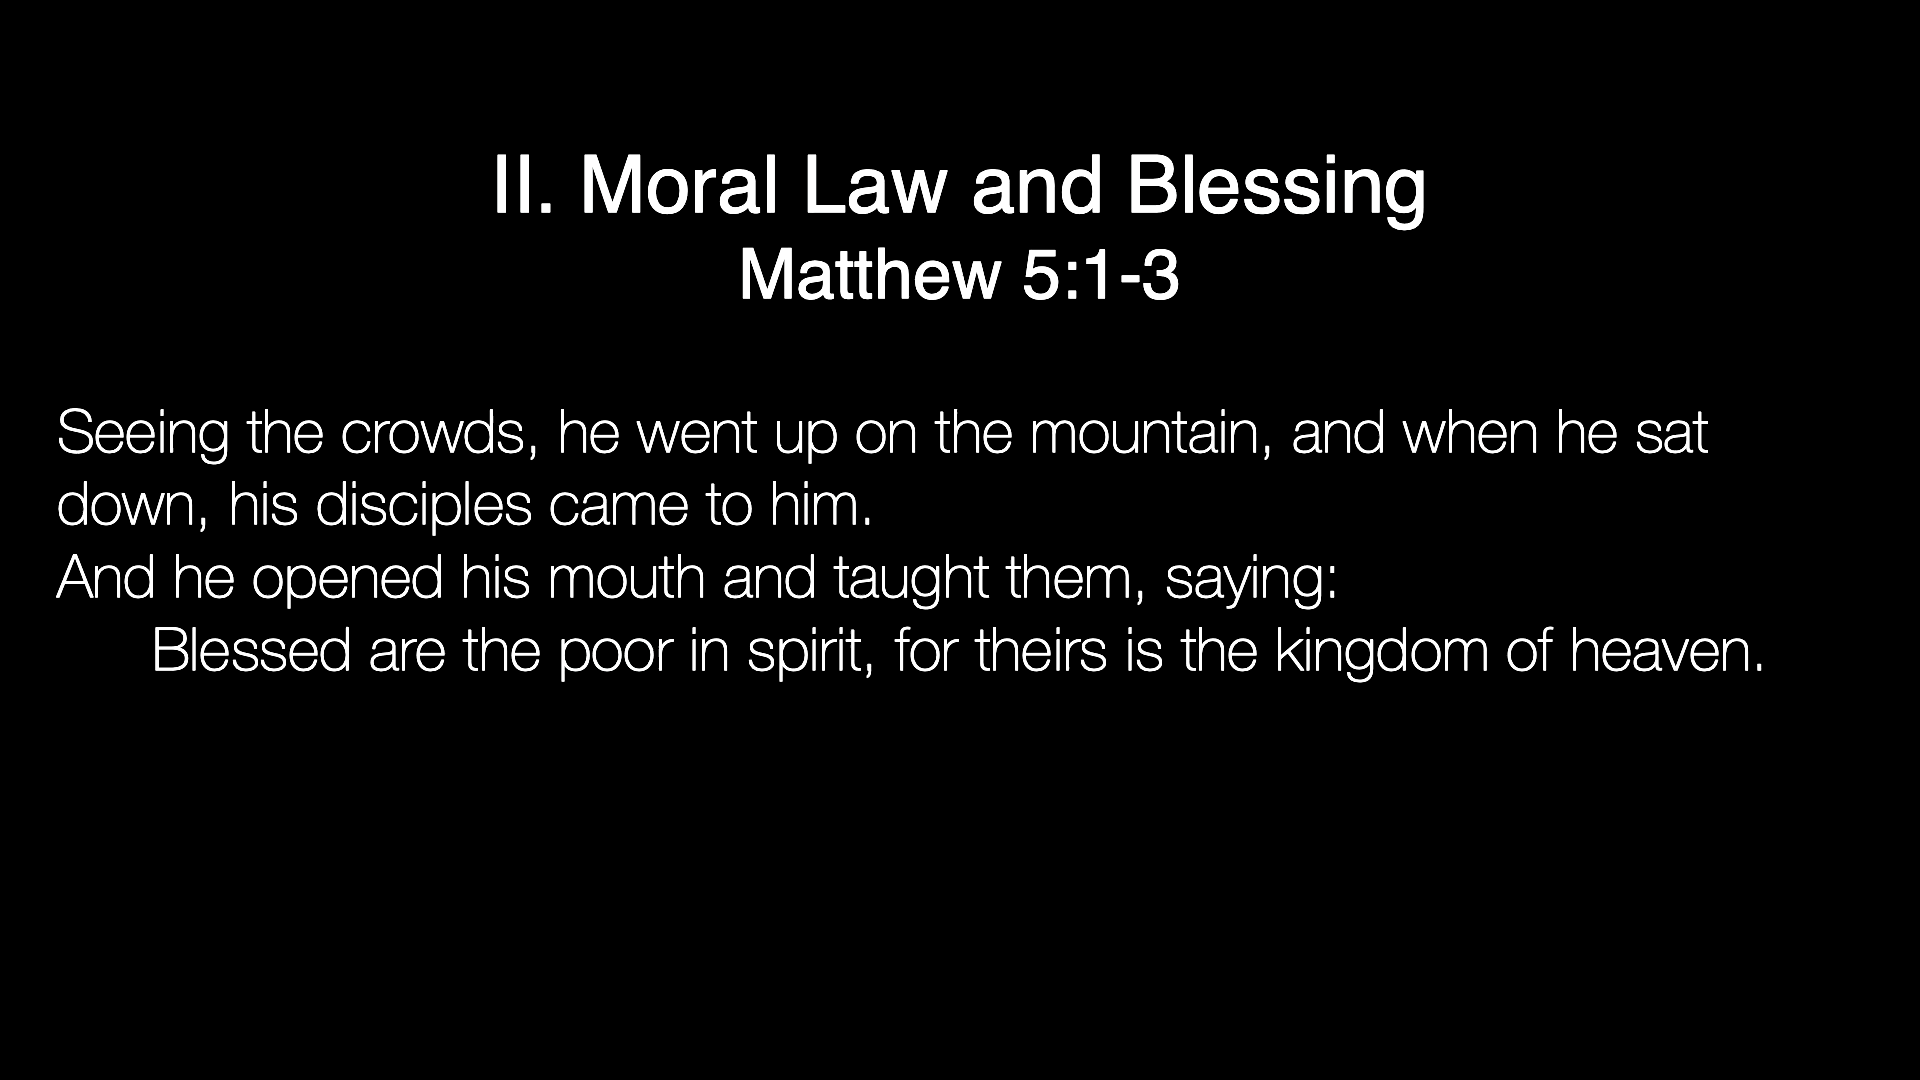 II. Moral Law and Blessing
Matthew 5:1-3
Seeing the crowds, he went up on the mountain, and when he sat
down, his disciples came to him.
And he opened his mouth and taught them, saying:
Blessed are the poor in spirit, for theirs is the kingdom of heaven.